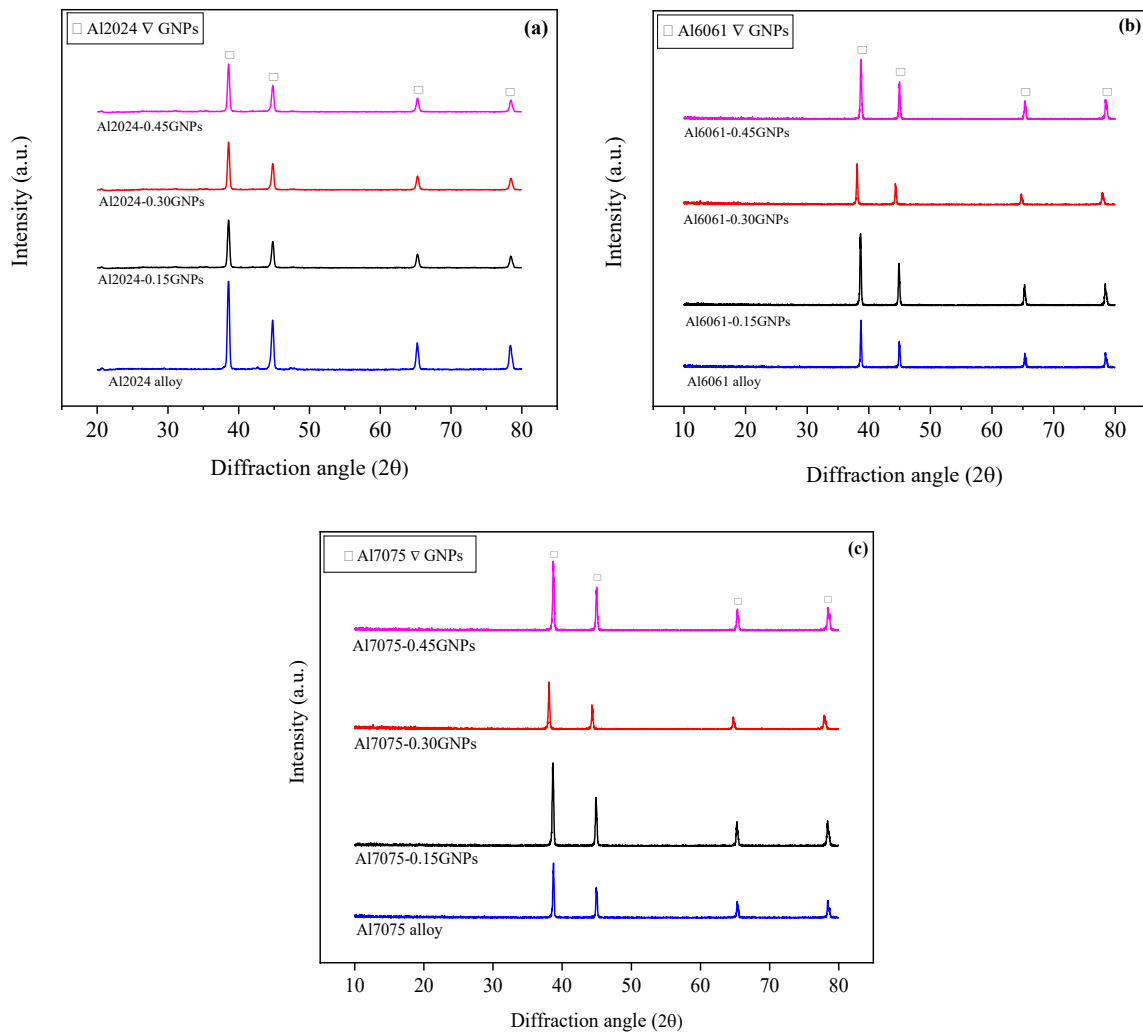 □ Al2024 ∇ GNPs
(a)
Al2024-0.45GNPs
Al2024-0.30GNPs
Al2024-0.15GNPs
Al2024 alloy
Intensity (a.u.)
20 30 40 50 60 70 80
Diffraction angle (2θ)
□ Al6061 ∇ GNPs
(b)
Al6061-0.45GNPs
Al6061-0.30GNPs
Al6061-0.15GNPs
Al6061 alloy
Intensity (a.u.)
10 20 30 40 50 60 70 80
Diffraction angle (2θ)
□ Al7075 ∇ GNPs
(c)
Al7075-0.45GNPs
Al7075-0.30GNPs
Al7075-0.15GNPs
Al7075 alloy
Intensity (a.u.)
10 20 30 40 50 60 70 80
Diffraction angle (2θ)